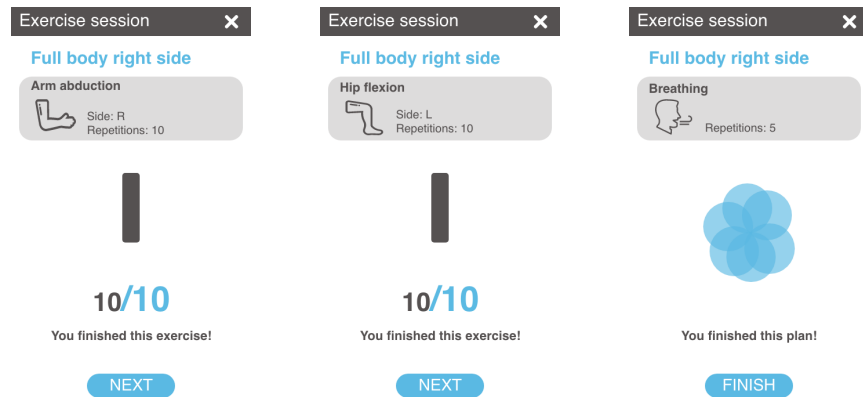 Exercise session
Full body right side
Arm abduction
Side: R
Repetitions: 10
10/10
You finished this exercise!
NEXT
Exercise session
Full body right side
Hip flexion
Side: L
Repetitions: 10
10/10
You finished this exercise!
NEXT
Exercise session
Full body right side
Breathing
Repetitions: 5
You finished this plan!
FINISH